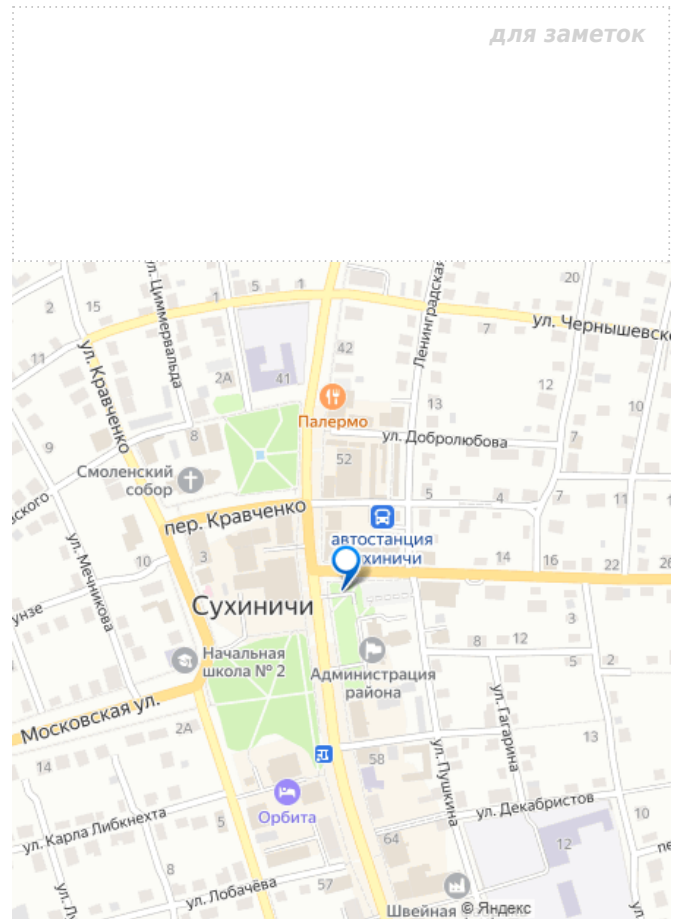 для заметок
20
ул. Циммервальда
5
1
1
2
15
Ленинградская
ул. Чернышевск
7
ул. Кравченко
11
42
2А
41
12
13
10
Палермо
ул. Добролюбова
7
8
9
52
Смоленский
собор
5
4
7
11
1
вского
пер. Кравченко
автостанция
хиничи
ул. Мечникова
10
3
14
16
22
26
унзе
Сухиничи
8
12
Начальная
школа № 2
5
2
Администрация
района
Московская ул.
2А
ул. Гагарина
13
14
58
ул. Пушкина
Орбита
ул. Декабристов
5
10
ул. Карла Либкнехта
64
12
8
ул. Лобачёва
57
Швейная
© Яндекс